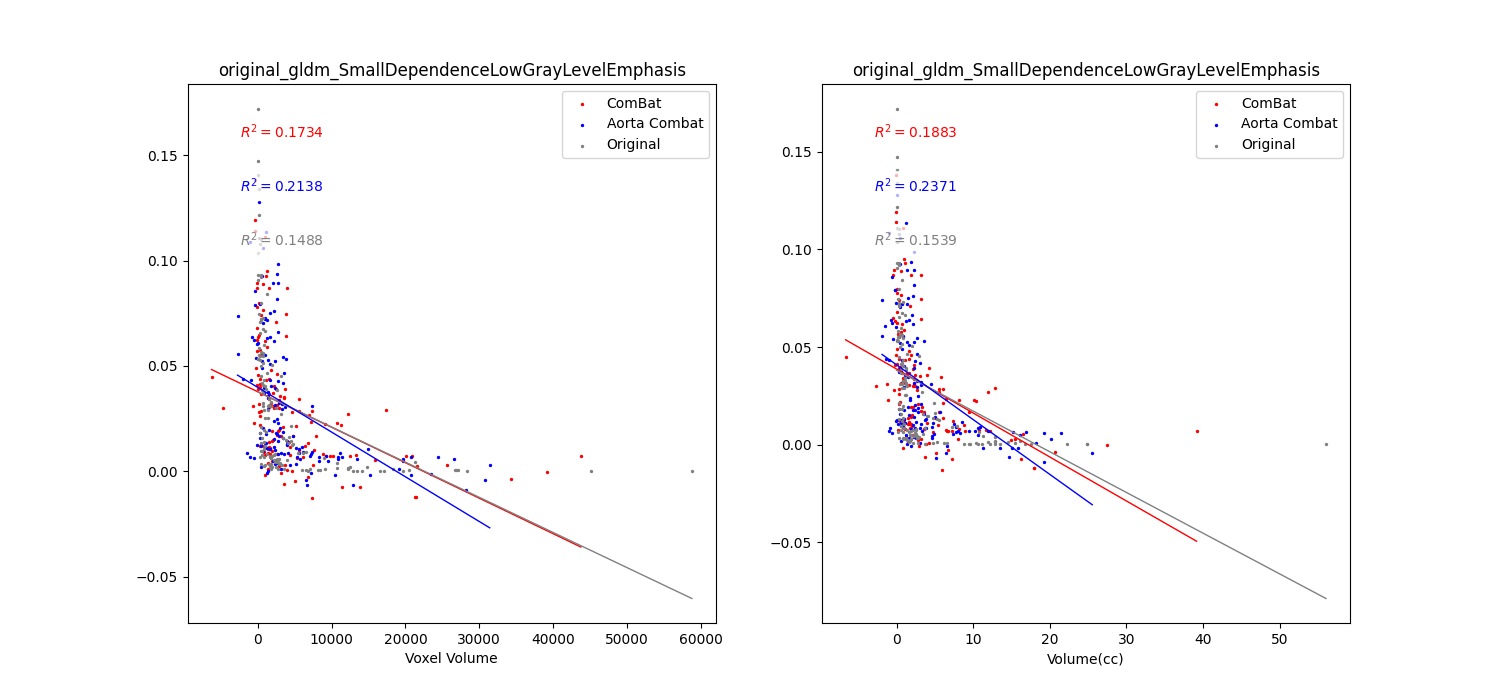 original_gldm_SmallDependenceLowGrayLevelEmphasis
ComBat
Aorta Combat
Original
R² = 0.1734
R² = 0.2138
R² = 0.1488
0.15
0.10
0.05
0.00
−0.05
0 10000 20000 30000 40000 50000 60000
Voxel Volume
original_gldm_SmallDependenceLowGrayLevelEmphasis
ComBat
Aorta Combat
Original
R² = 0.1883
R² = 0.2371
R² = 0.1539
0.15
0.10
0.05
0.00
−0.05
0 10 20 30 40 50
Volume(cc)